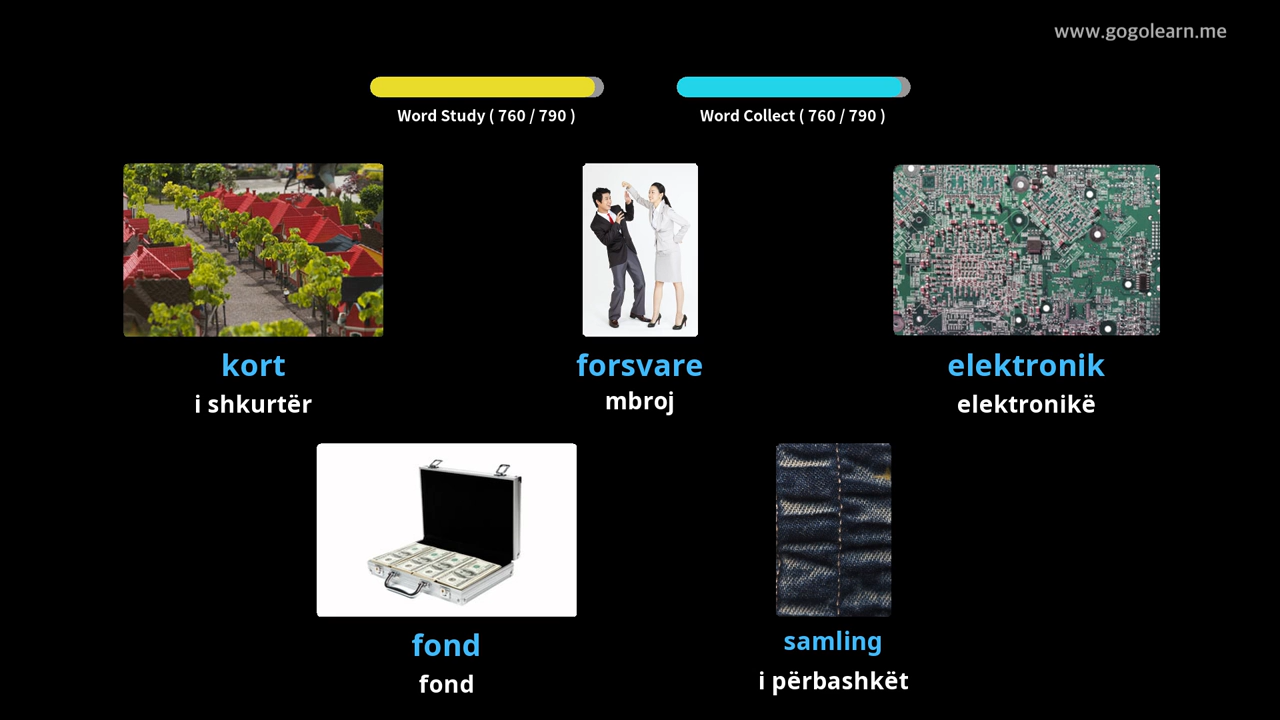 www.gogolearn.me
Word Study ( 760 / 790 )
Word Collect ( 760 / 790 )
kort
i shkurtër
forsvare
mbroj
elektronik
elektronikë
fond
fond
samling
i përbashkët